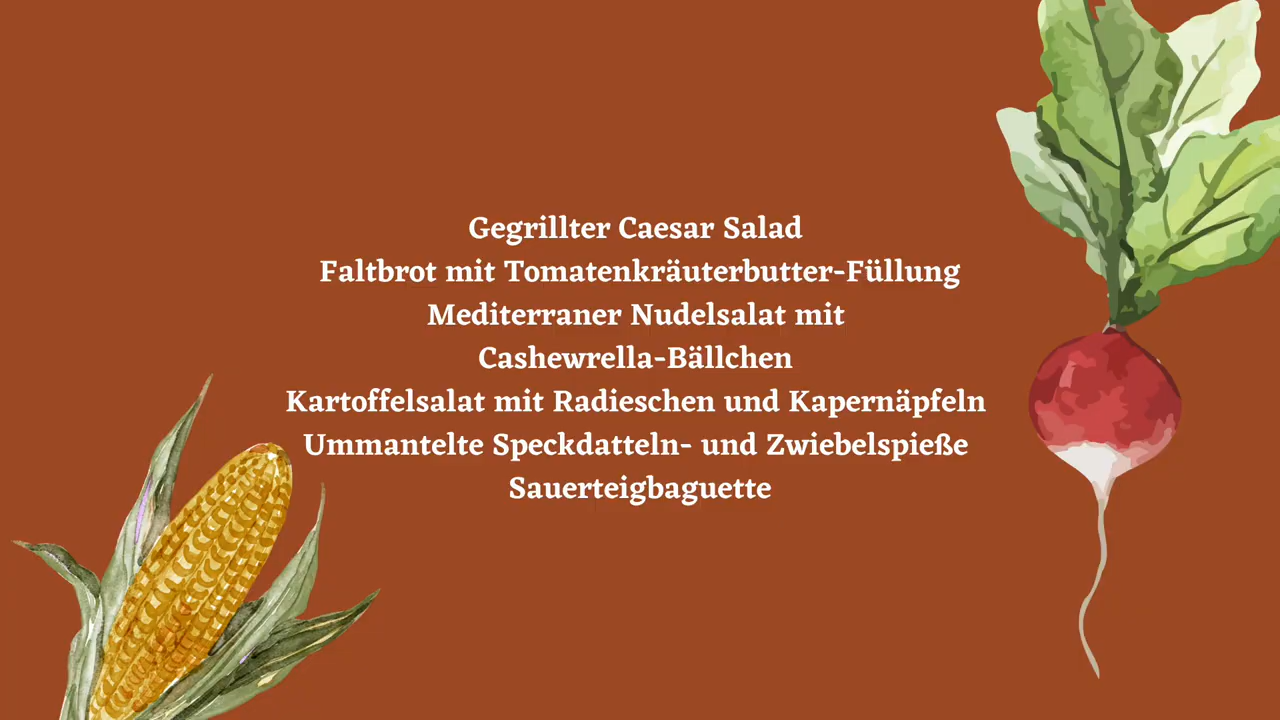 Gegrillter Caesar Salad
Faltbrot mit Tomatenkräuterbutter-Füllung
Mediterraner Nudelsalat mit
Cashewrella-Bällchen
Kartoffelsalat mit Radieschen und Kapernäpfeln
Ummantelte Speckdatteln- und Zwiebelspieße
Sauerteigbaguette